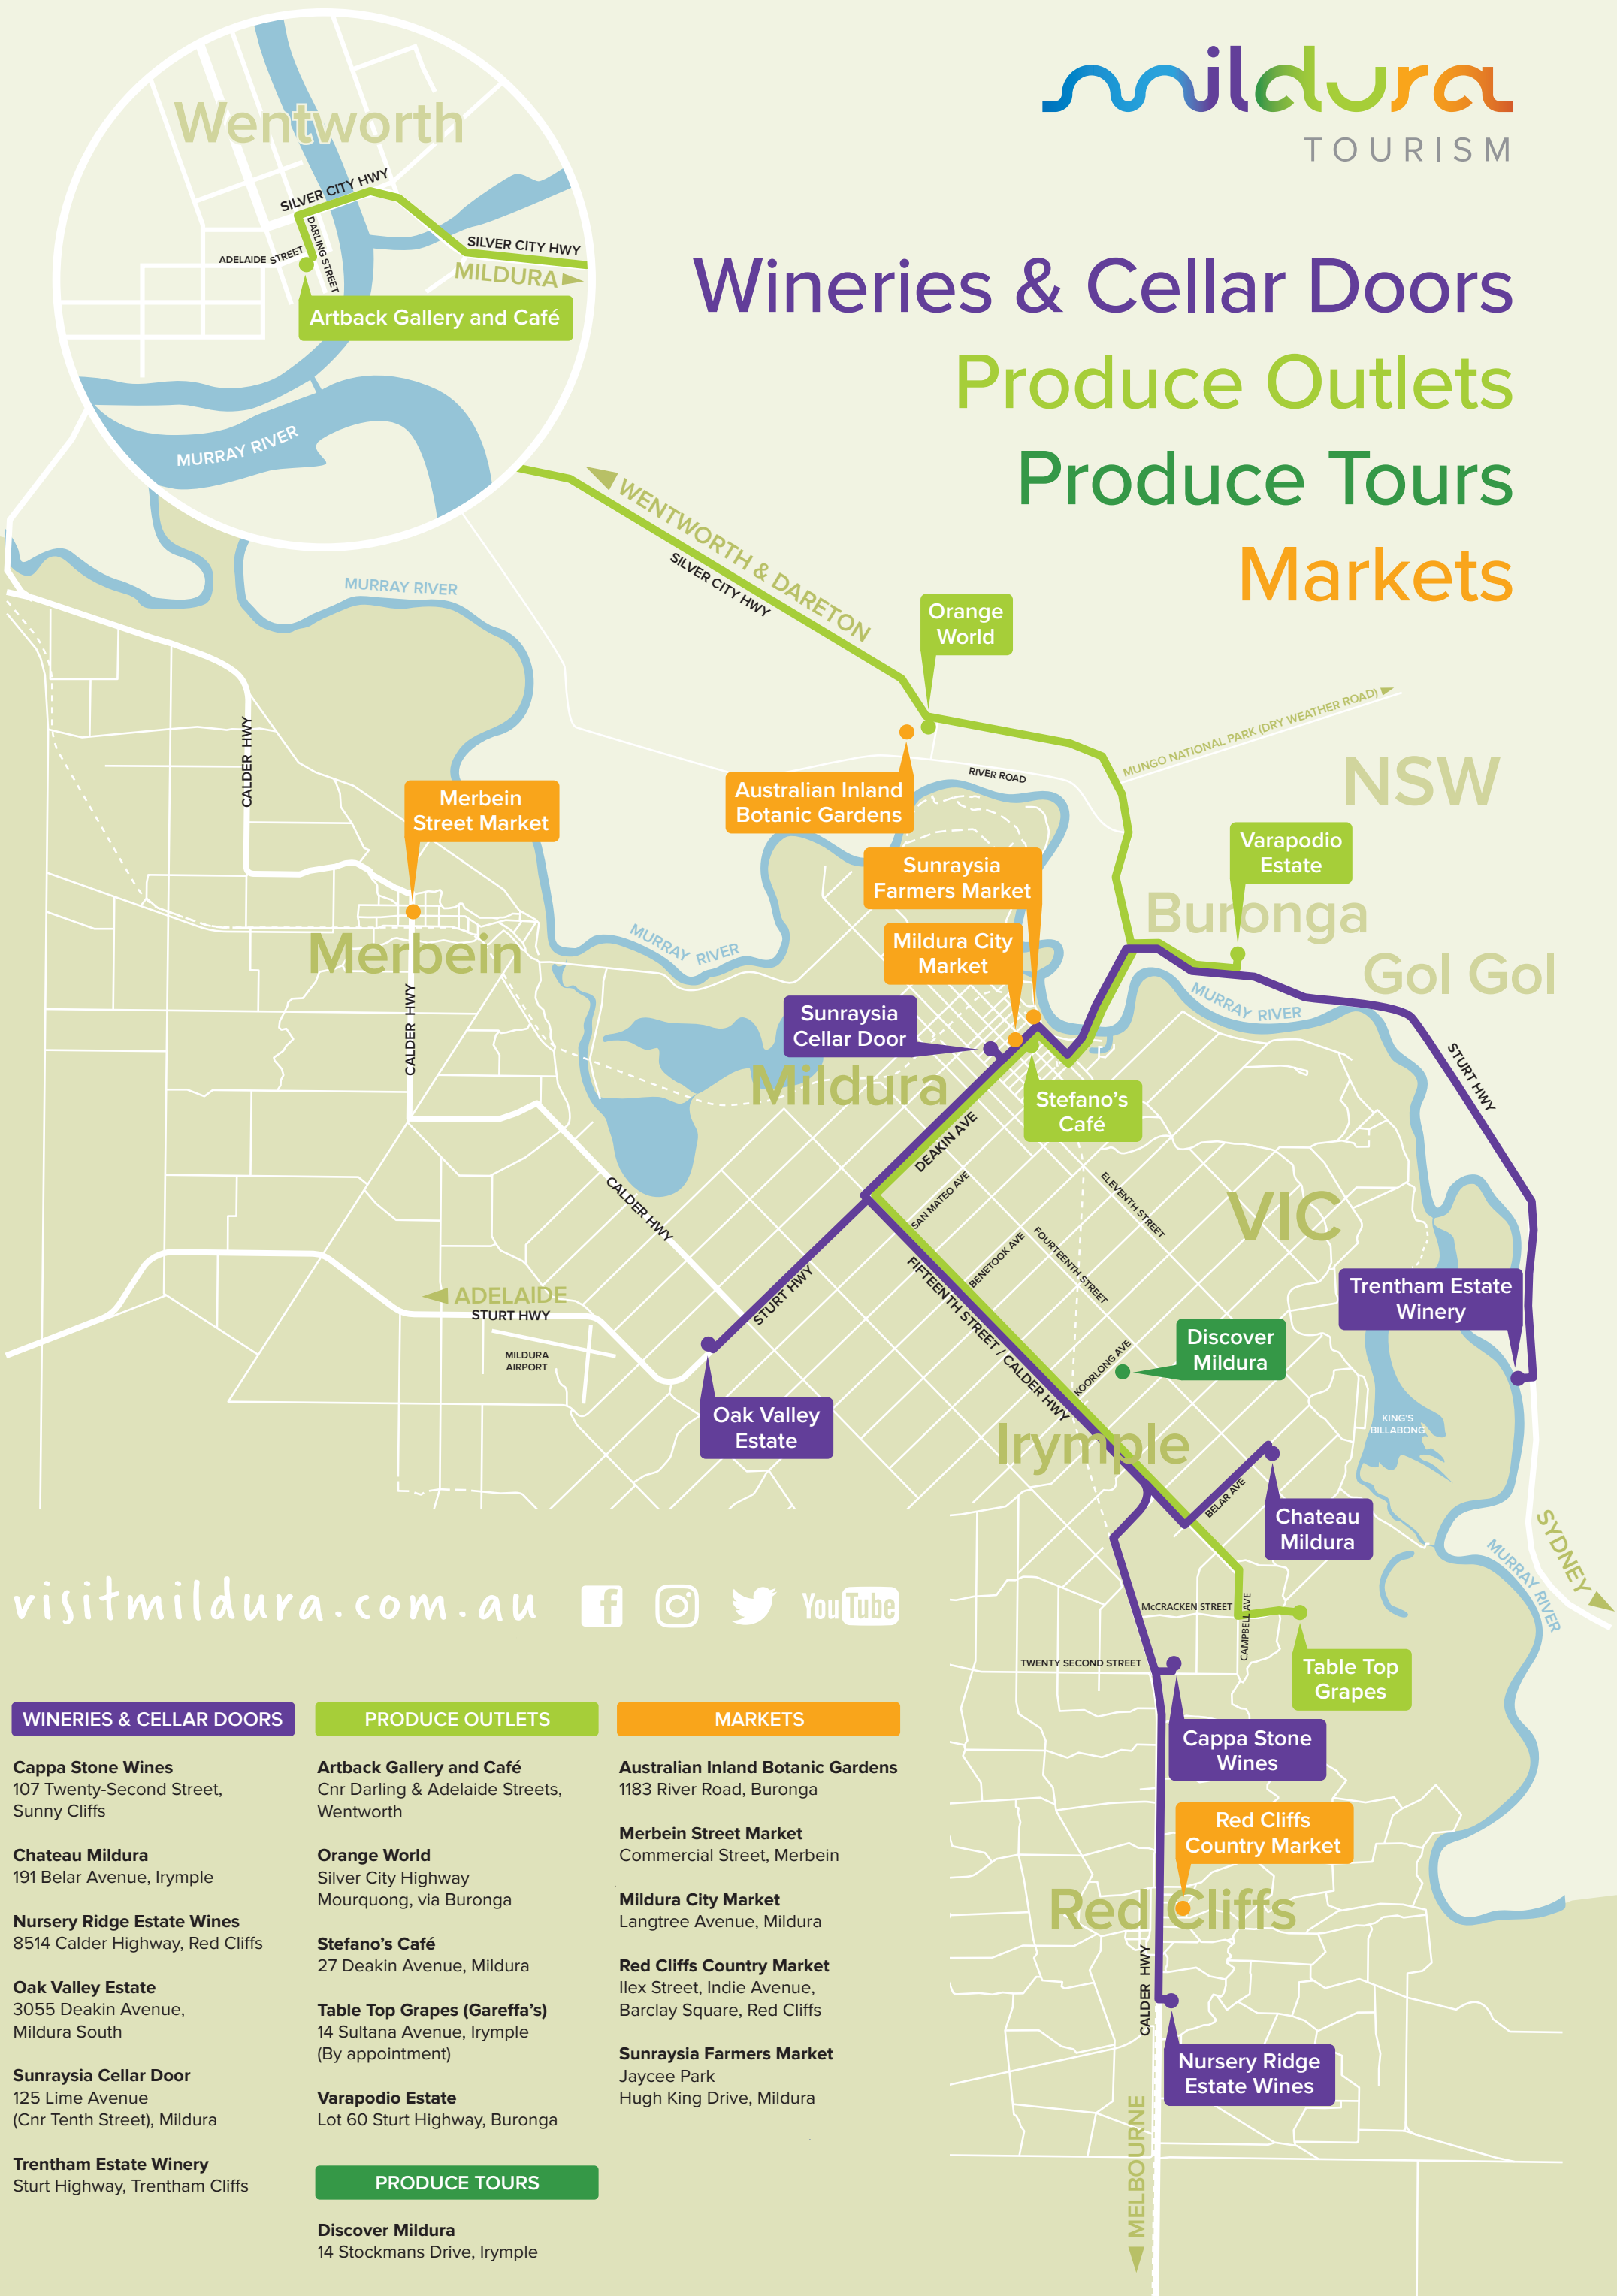 mildura
TOURISM
Wineries & Cellar Doors
Produce Outlets
Produce Tours
Markets
Wentworth
SILVER CITY HWY
DARLING STREET
ADELAIDE STREET
SILVER CITY HWY
MILDURA
Artback Gallery and Café
MURRAY RIVER
WENTWORTH & DARETON
SILVER CITY HWY
MURRAY RIVER
Orange
World
MUNGO NATIONAL PARK (DRY WEATHER ROAD)
NSW
CALDER HWY
RIVER ROAD
Merbein
Street Market
Australian Inland
Botanic Gardens
Varapodio
Estate
Sunraysia
Farmers Market
Buronga
Merbein
MURRAY RIVER
Mildura City
Market
Gol Gol
MURRAY RIVER
CALDER HWY
Sunraysia
Cellar Door
STURT HWY
Mildura
Stefano's
Café
DEAKIN AVE
SAN MATEO AVE
ELEVENTH STREET
VIC
CALDER HWY
BENETOOK AVE
FOURTEENTH STREET
FIFTEENTH STREET / CALDER HWY
STURT HWY
ADELAIDE
STURT HWY
Trentham Estate
Winery
MILDURA
AIRPORT
Discover
Mildura
KOORLONG AVE
Oak Valley
Estate
Irymple
KING'S
BILLABONG
BELAR AVE
Chateau
Mildura
SYDNEY
MURRAY RIVER
visitmildura.com.au
f
You Tube
McCRACKEN STREET
CAMPBELL AVE
TWENTY SECOND STREET
Table Top
Grapes
Cappa Stone
Wines
Red Cliffs
Country Market
Red Cliffs
CALDER HWY
Nursery Ridge
Estate Wines
MELBOURNE
WINERIES & CELLAR DOORS
Cappa Stone Wines
107 Twenty-Second Street,
Sunny Cliffs
Chateau Mildura
191 Belar Avenue, Irymple
Nursery Ridge Estate Wines
8514 Calder Highway, Red Cliffs
Oak Valley Estate
3055 Deakin Avenue,
Mildura South
Sunraysia Cellar Door
125 Lime Avenue
(Cnr Tenth Street), Mildura
Trentham Estate Winery
Sturt Highway, Trentham Cliffs
PRODUCE OUTLETS
Artback Gallery and Café
Cnr Darling & Adelaide Streets,
Wentworth
Orange World
Silver City Highway
Mourquong, via Buronga
Stefano's Café
27 Deakin Avenue, Mildura
Table Top Grapes (Gareffa's)
14 Sultana Avenue, Irymple
(By appointment)
Varapodio Estate
Lot 60 Sturt Highway, Buronga
PRODUCE TOURS
Discover Mildura
14 Stockmans Drive, Irymple
MARKETS
Australian Inland Botanic Gardens
1183 River Road, Buronga
Merbein Street Market
Commercial Street, Merbein
Mildura City Market
Langtree Avenue, Mildura
Red Cliffs Country Market
Ilex Street, Indie Avenue,
Barclay Square, Red Cliffs
Sunraysia Farmers Market
Jaycee Park
Hugh King Drive, Mildura